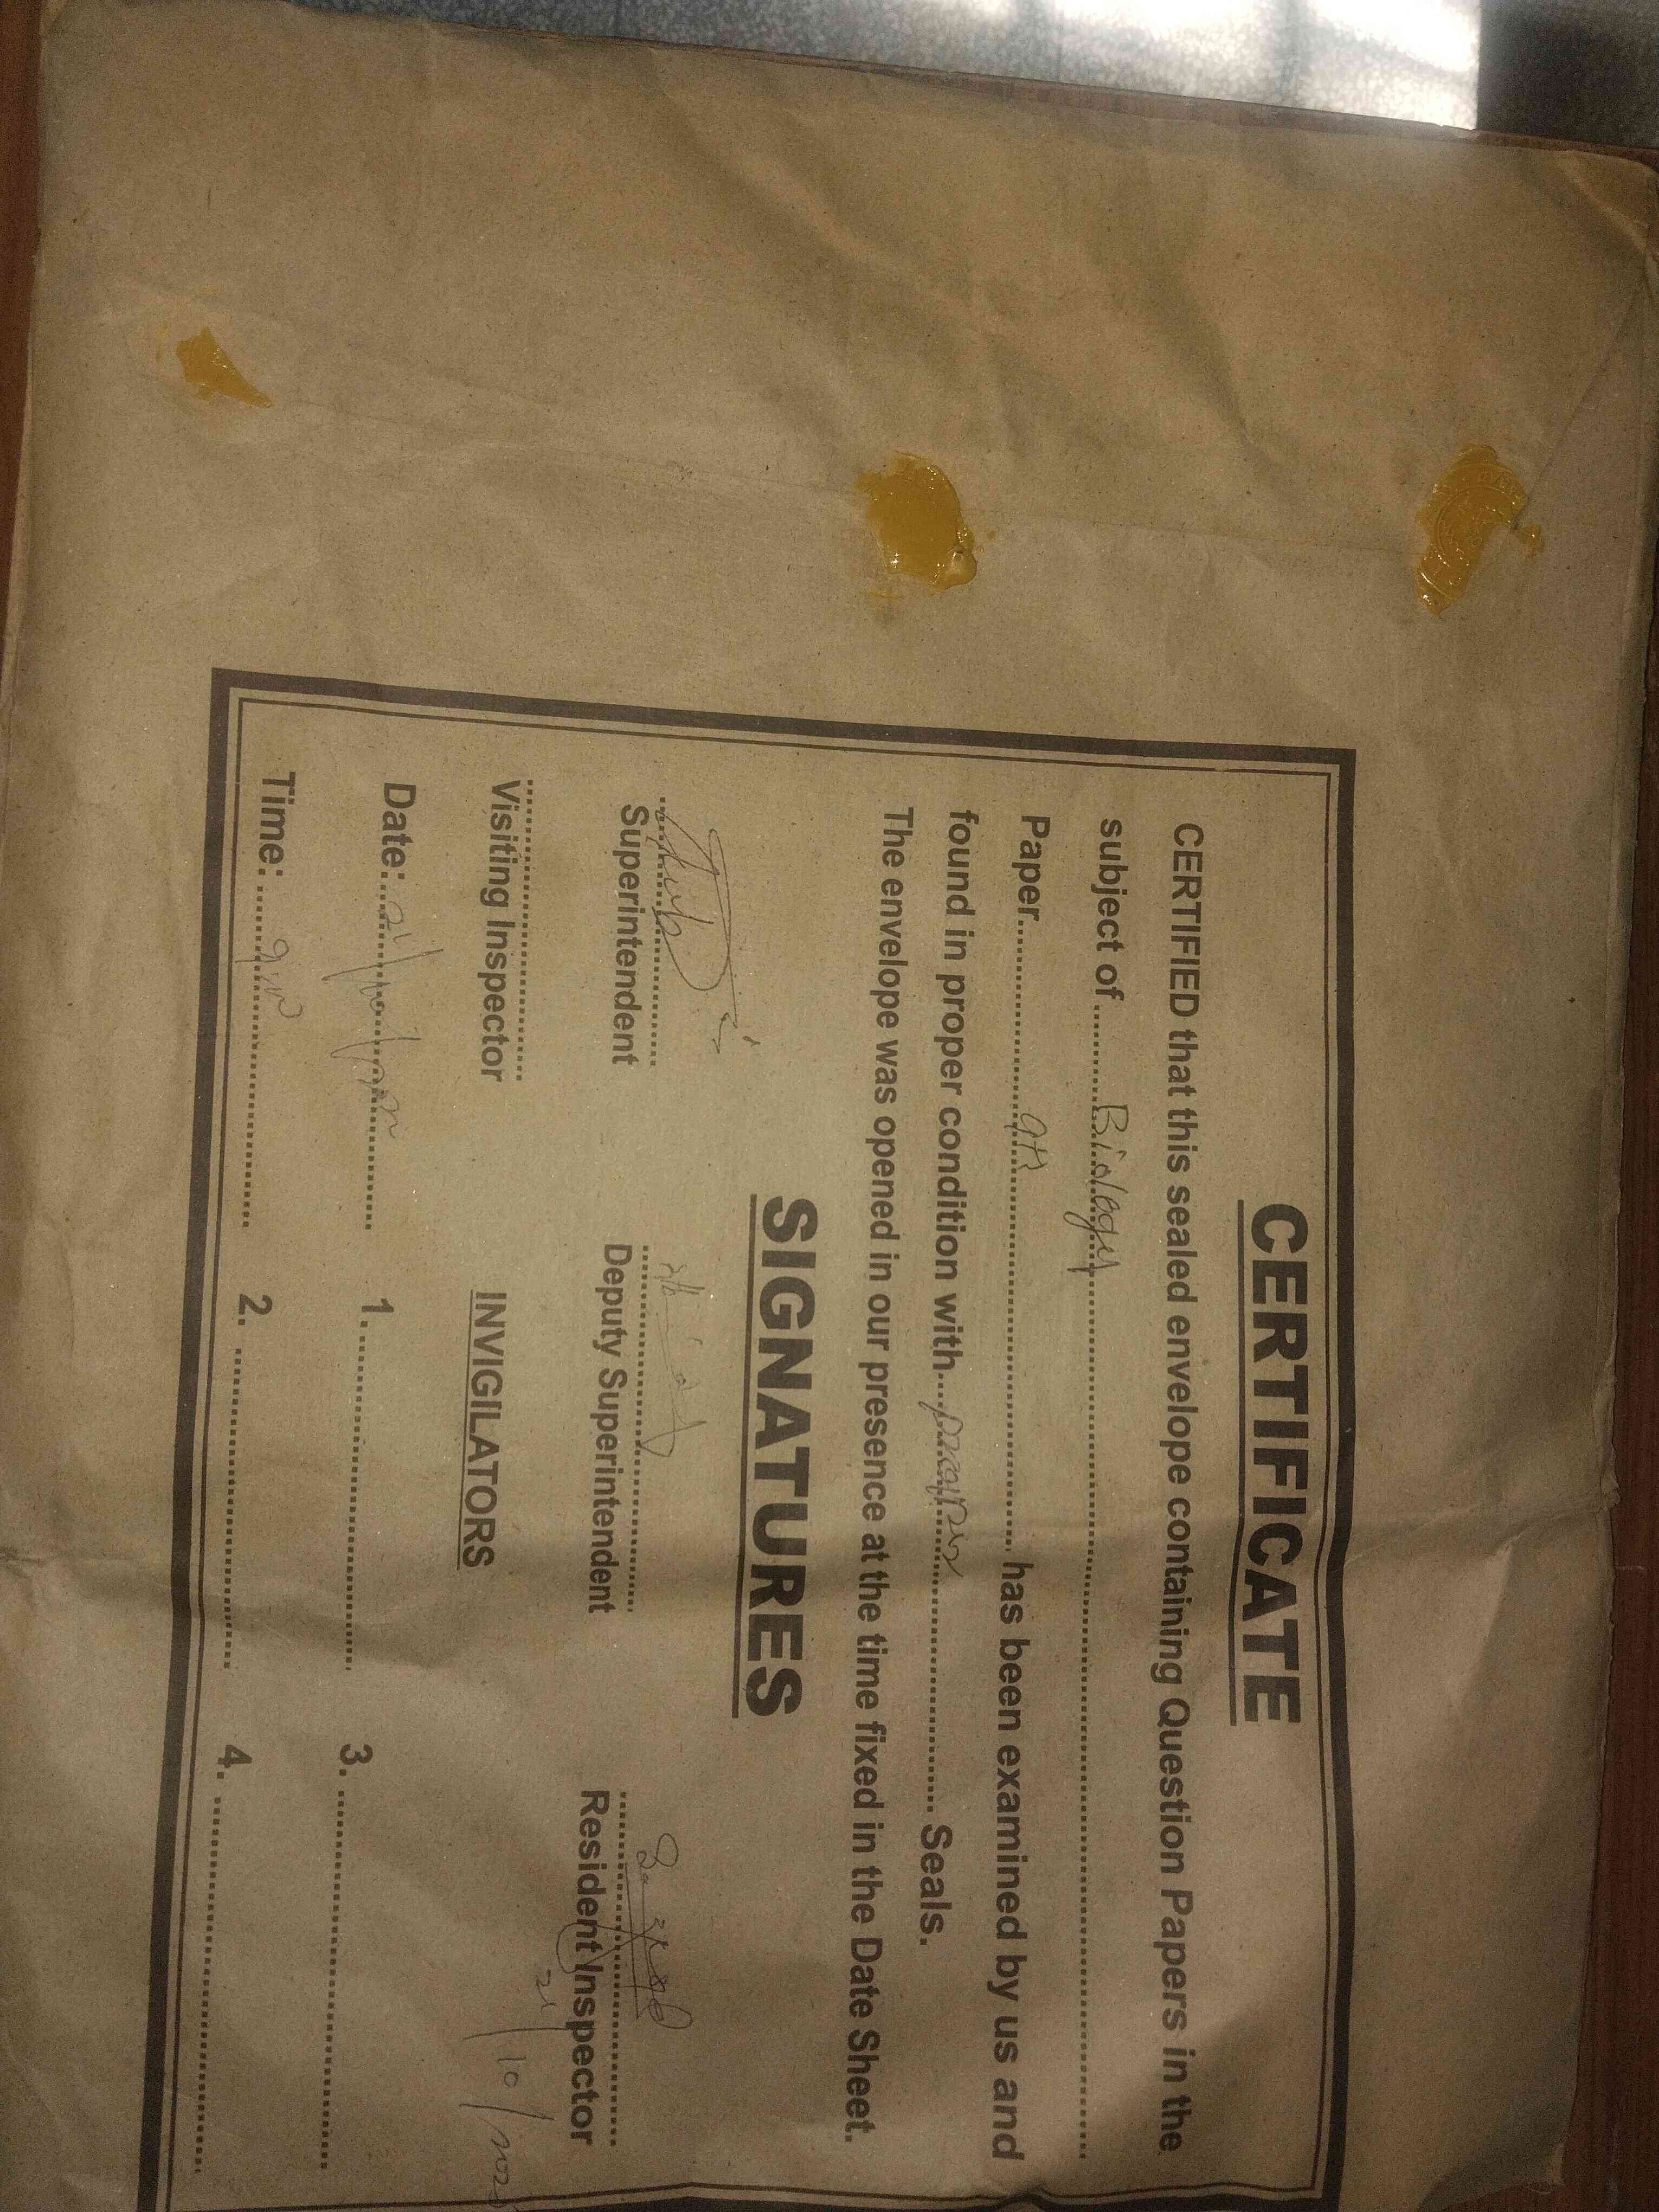 CERTIFICATE
CERTIFIED that this sealed envelope containing Question Papers in the
subject of.........Biology.........
Paper.........9th......... has been examined by us and
found in proper condition with.................. Seals.
The envelope was opened in our presence at the time fixed in the Date Sheet.
SIGNATURES
Superintendent Deputy Superintendent Resident Inspector
21/10/202
Visiting Inspector INVIGILATORS
Date:.................. 1................... 3. ..................
Time: .................. 2. .................. 4. ..................